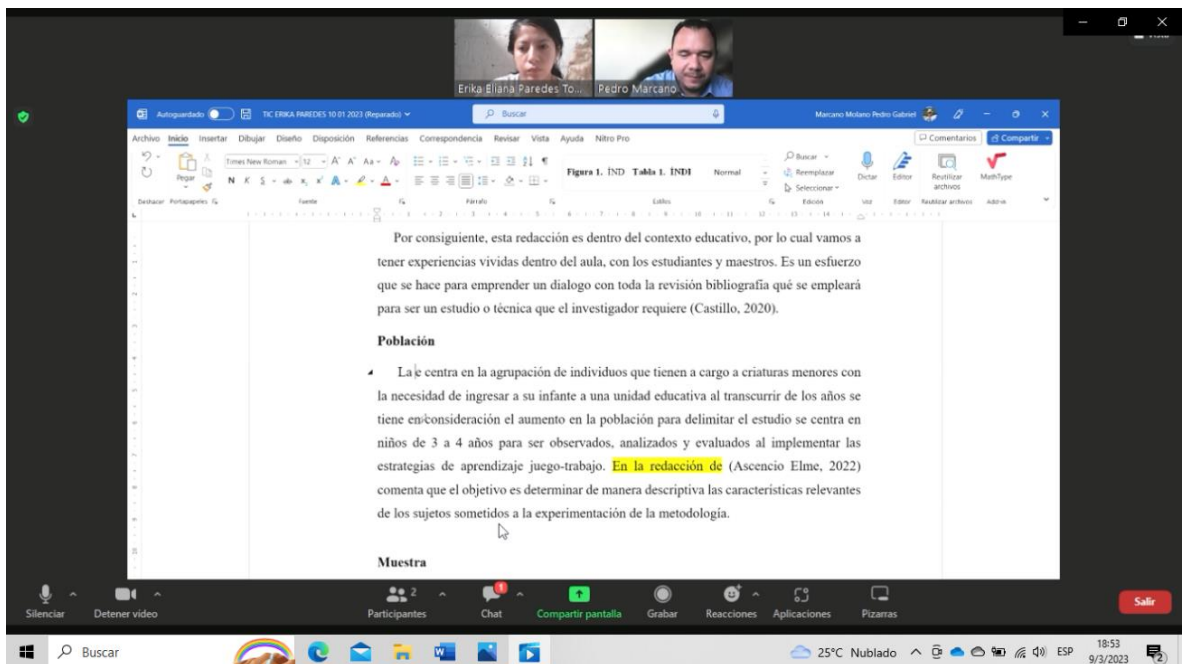 Erika Eliana Paredes To...
Pedro Marcano
Autoguardado
TIC ERIKA PAREDES 10 01 2023 (Reparado)
Buscar
Marcano Molano Pedro Gabriel
Archivo Inicio Insertar Dibujar Diseño Disposición Referencias Correspondencia Revisar Vista Ayuda Nitro Pro
Comentarios
Compartir
Pegar
Times New Roman
12
N K S
Figura 1. ÍND Tabla 1. ÍNDI Normal
Buscar
Reemplazar
Seleccionar
Dictar
Editor
Reutilizar archivos
MathType
Deshacer Portapapeles Fuente Párrafo Estilos Edición Voz Editor Reutilizar archivos Add-in
Por consiguiente, esta redacción es dentro del contexto educativo, por lo cual vamos a
tener experiencias vividas dentro del aula, con los estudiantes y maestros. Es un esfuerzo
que se hace para emprender un dialogo con toda la revisión bibliografía qué se empleará
para ser un estudio o técnica que el investigador requiere (Castillo, 2020).
Población
La e centra en la agrupación de individuos que tienen a cargo a criaturas menores con
la necesidad de ingresar a su infante a una unidad educativa al transcurrir de los años se
tiene en consideración el aumento en la población para delimitar el estudio se centra en
niños de 3 a 4 años para ser observados, analizados y evaluados al implementar las
estrategias de aprendizaje juego-trabajo. En la redacción de (Ascencio Elme, 2022)
comenta que el objetivo es determinar de manera descriptiva las características relevantes
de los sujetos sometidos a la experimentación de la metodología.
Muestra
Silenciar
Detener video
Participantes
2
Chat
1
Compartir pantalla
Grabar
Reacciones
Aplicaciones
Pizarras
Salir
Buscar
25°C Nublado
ESP
18:53
9/3/2023
2